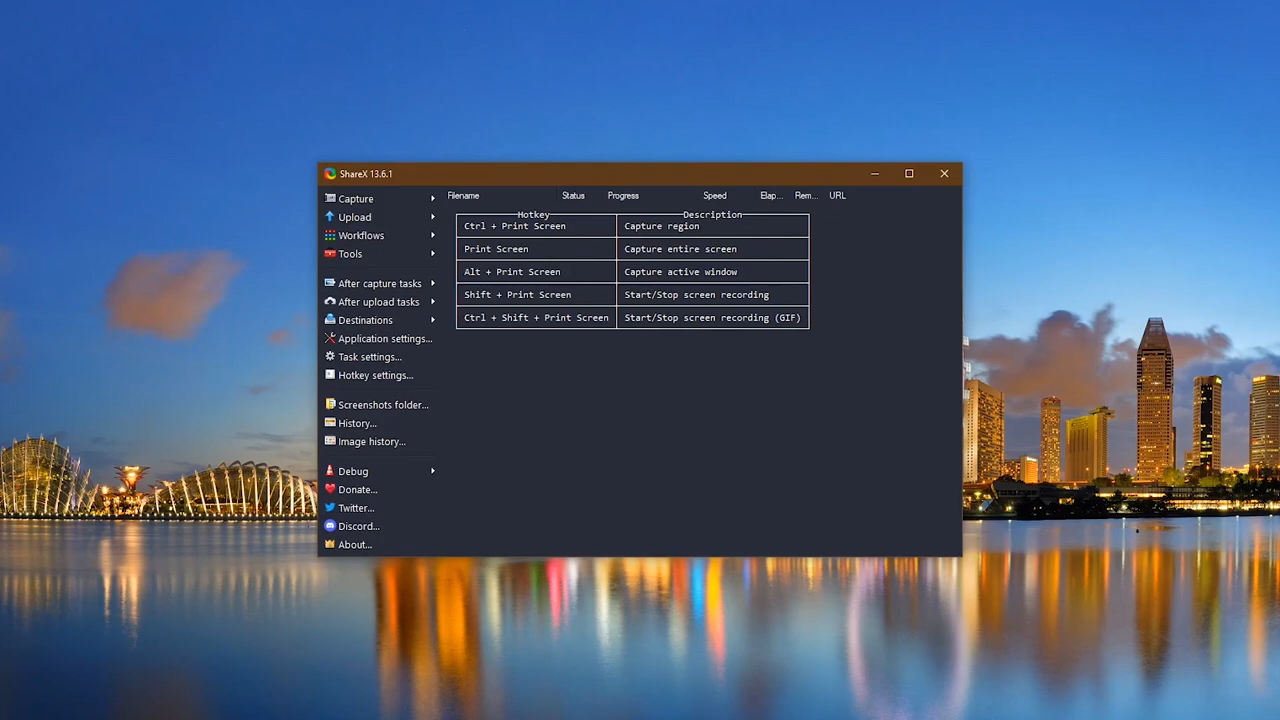 ShareX 13.6.1
Capture
Upload
Workflows
Tools
After capture tasks
After upload tasks
Destinations
Application settings...
Task settings...
Hotkey settings...
Screenshots folder...
History...
Image history...
Debug
Donate...
Twitter...
Discord...
About...
Filename Status Progress Speed Elap... Rem... URL
Hotkey Description
Ctrl + Print Screen Capture region
Print Screen Capture entire screen
Alt + Print Screen Capture active window
Shift + Print Screen Start/Stop screen recording
Ctrl + Shift + Print Screen Start/Stop screen recording (GIF)